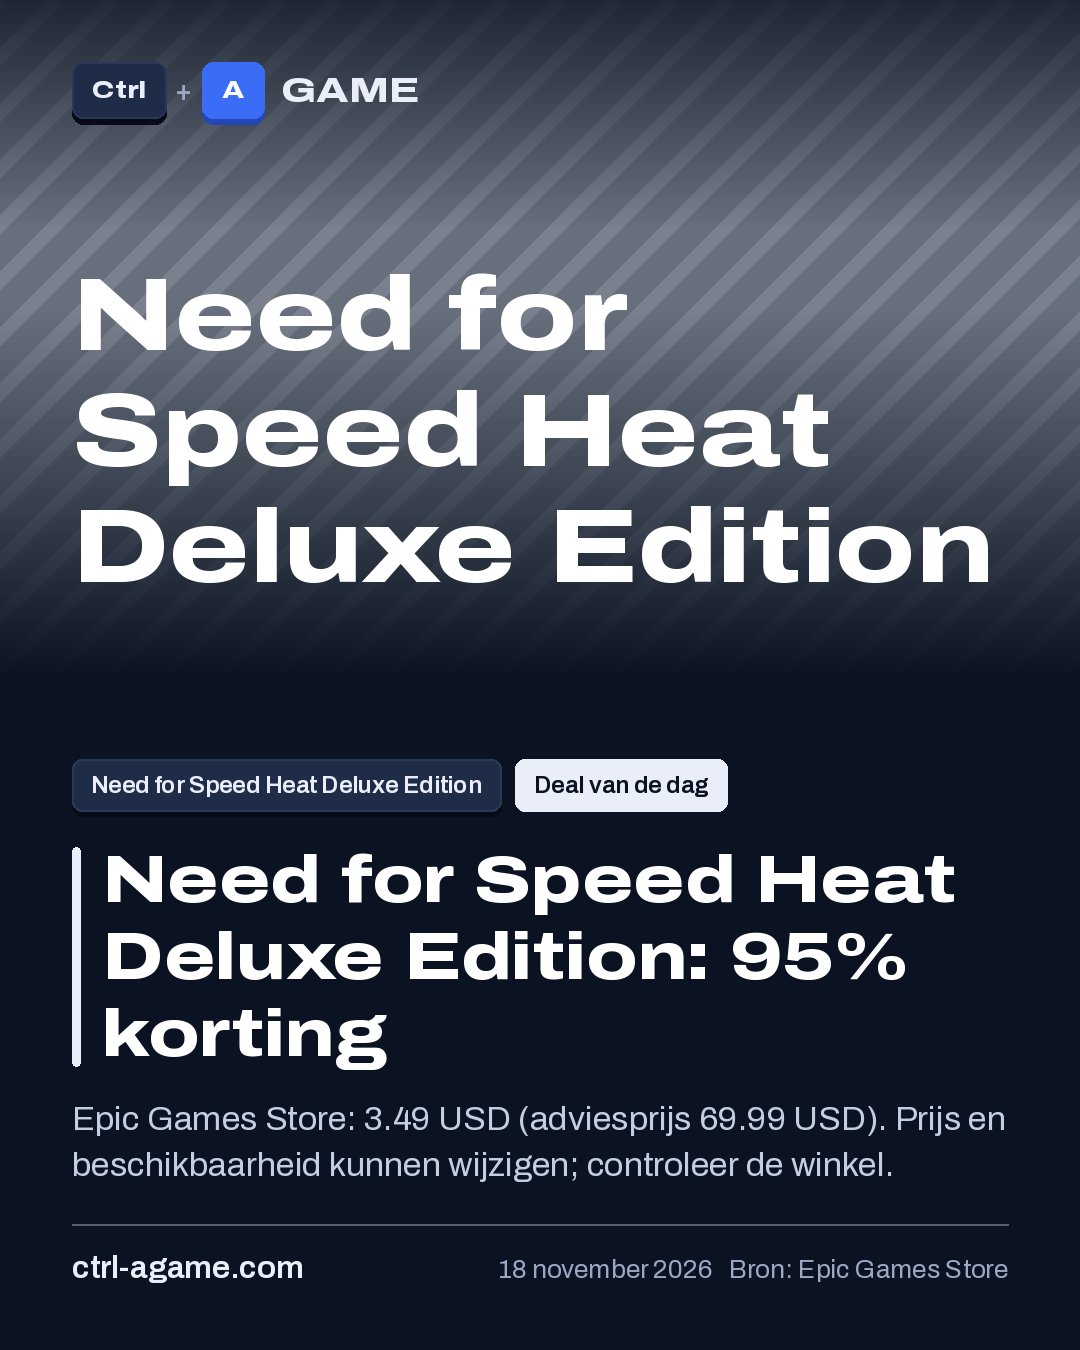 Ctrl + A GAME
Need for
Speed Heat
Deluxe Edition
Need for Speed Heat Deluxe Edition Deal van de dag
Need for Speed Heat
Deluxe Edition: 95%
korting
Epic Games Store: 3.49 USD (adviesprijs 69.99 USD). Prijs en
beschikbaarheid kunnen wijzigen; controleer de winkel.
ctrl-agame.com 18 november 2026 Bron: Epic Games Store